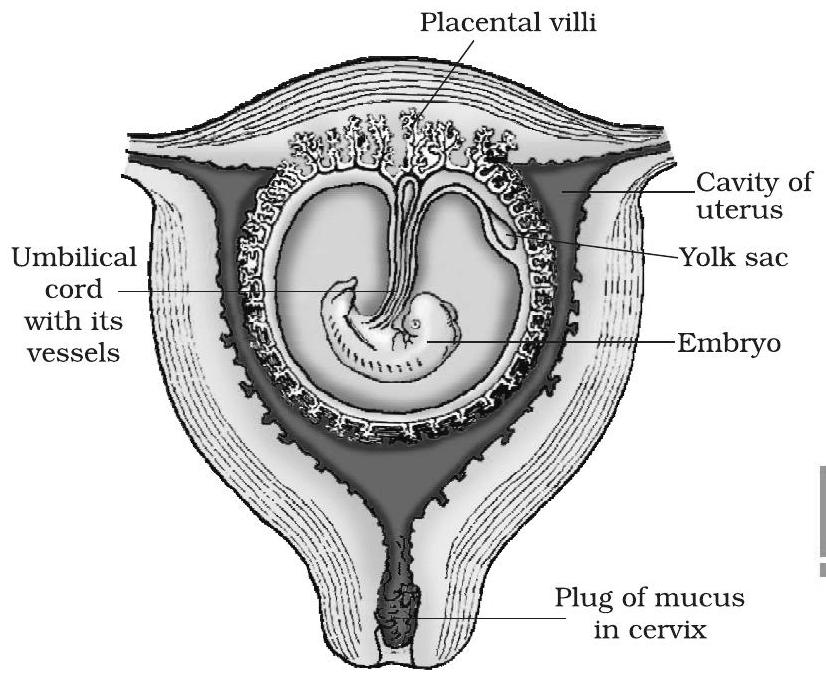 Placental villi
Cavity of
uterus
Yolk sac
Umbilical
cord
with its
vessels
Embryo
Plug of mucus
in cervix